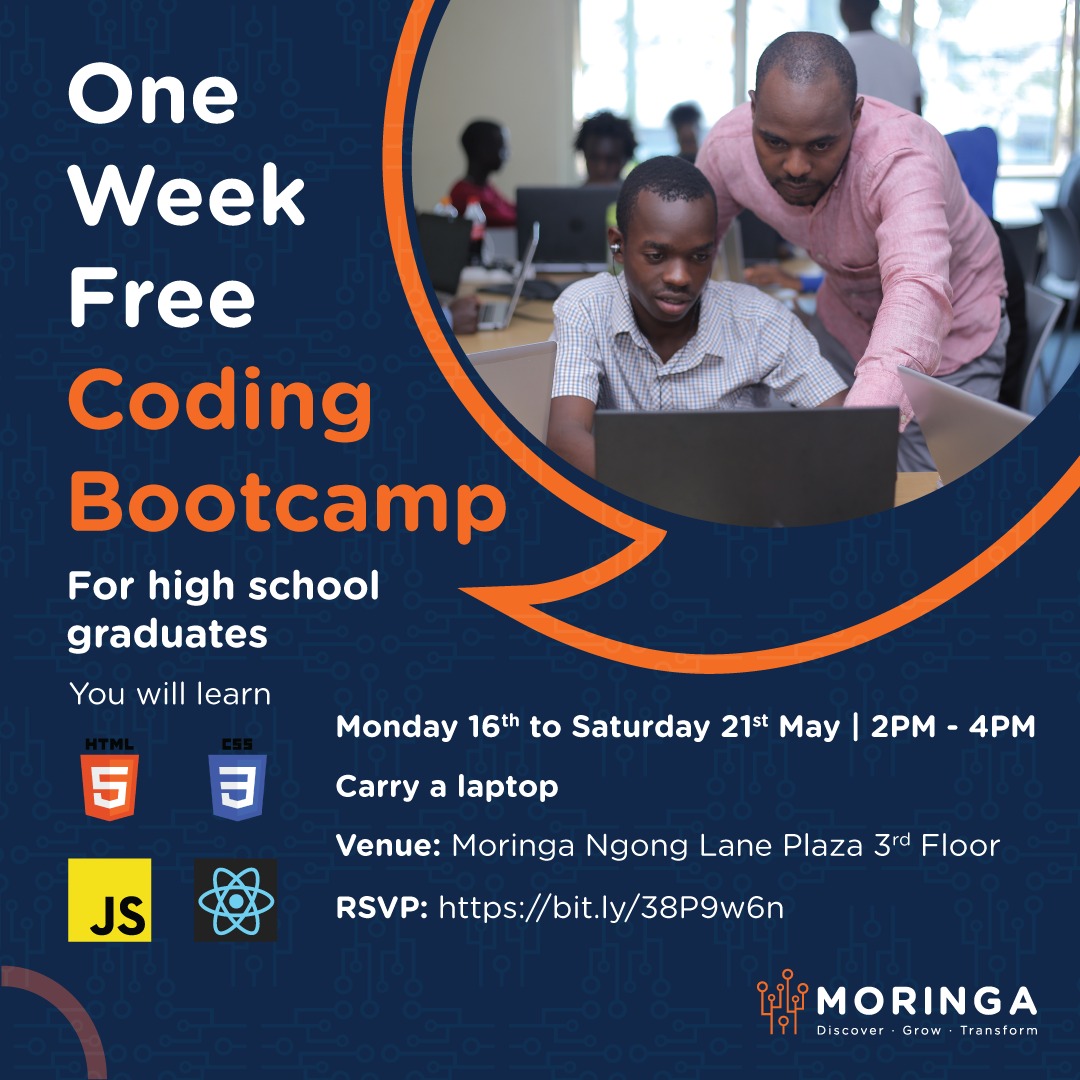 One
Week
Free
Coding
Bootcamp
For high school
graduates
You will learn
HTML
5
CSS
3
JS
Monday 16th to Saturday 21st May | 2PM - 4PM
Carry a laptop
Venue: Moringa Ngong Lane Plaza 3rd Floor
RSVP: https://bit.ly/38P9w6n
MORINGA
Discover · Grow · Transform